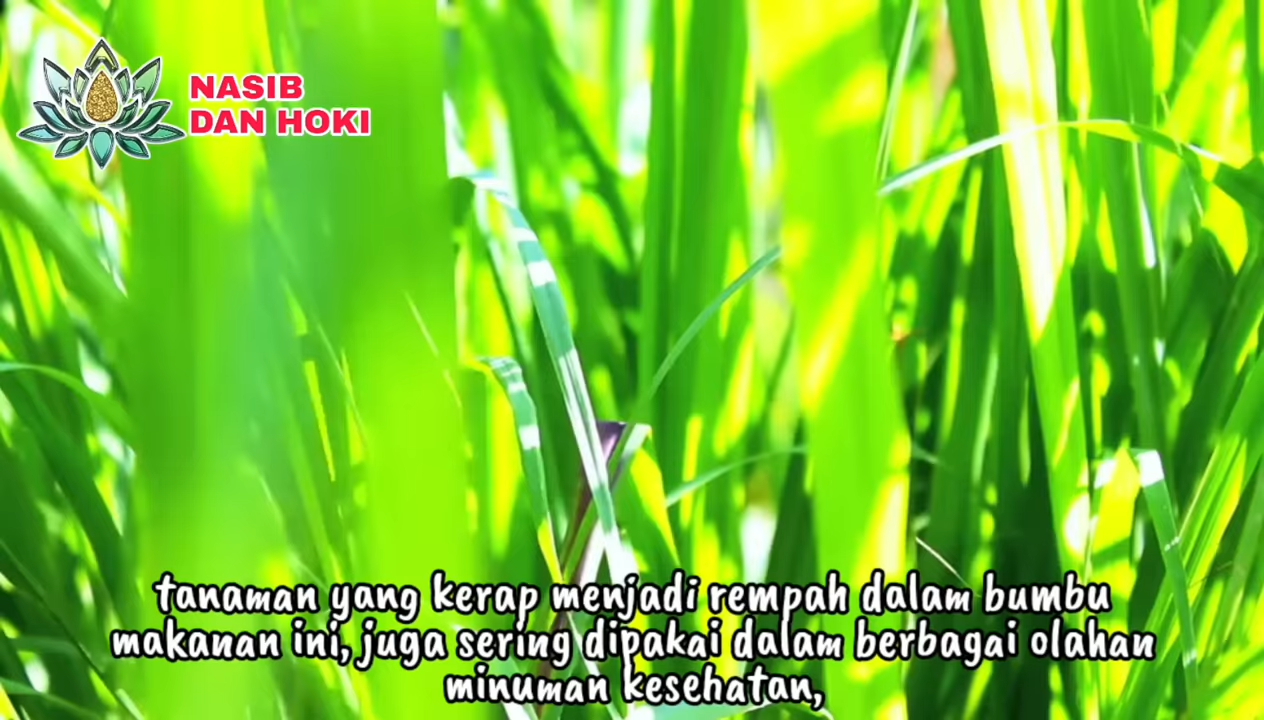 NASIB
DAN HOKI
tanaman yang kerap menjadi rempah dalam bumbu
makanan ini, juga sering dipakai dalam berbagai olahan
minuman kesehatan,